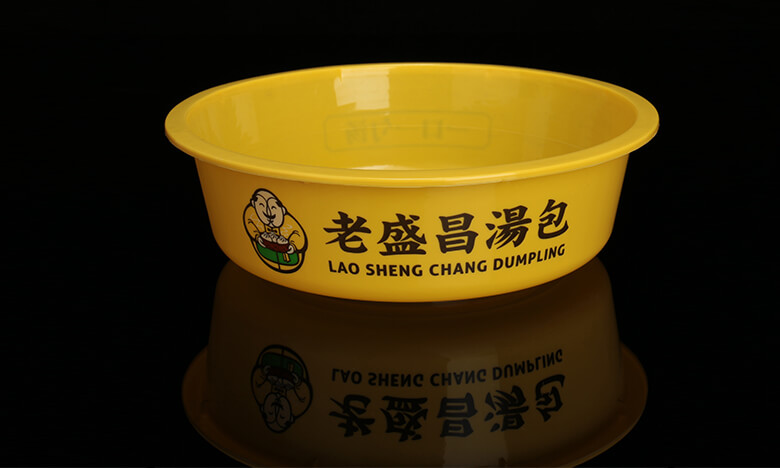 老盛昌湯包
LAO SHENG CHANG DUMPLING